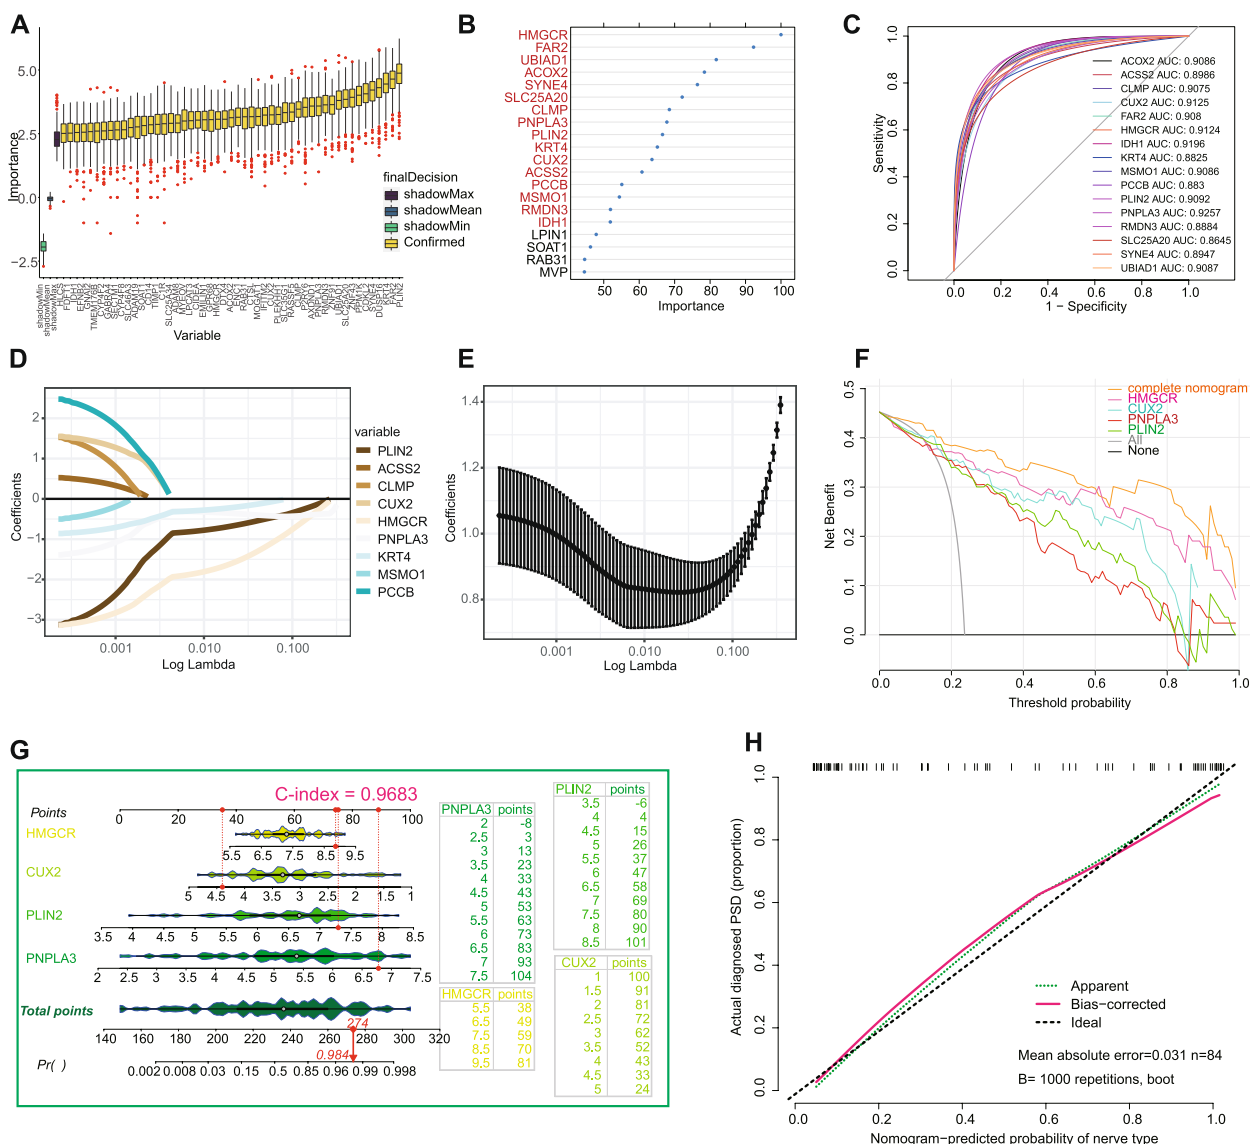 A
5.0
2.5
0.0
−2.5
Importance
finalDecision
shadowMax
shadowMean
shadowMin
Confirmed
shadowMin
shadowMean
shadowMax
Variable
B
HMGCR
FAR2
UBIAD1
ACOX2
SYNE4
SLC25A20
CLMP
PNPLA3
PLIN2
KRT4
CUX2
ACSS2
PCCB
MSMO1
RMDN3
IDH1
LPIN1
SOAT1
RAB31
MVP
50 60 70 80 90 100
Importance
C
1.0
0.8
0.6
0.4
0.2
0.0
Sensitivity
ACOX2 AUC: 0.9086
ACSS2 AUC: 0.8986
CLMP AUC: 0.9075
CUX2 AUC: 0.9125
FAR2 AUC: 0.908
HMGCR AUC: 0.9124
IDH1 AUC: 0.9196
KRT4 AUC: 0.8825
MSMO1 AUC: 0.9086
PCCB AUC: 0.883
PLIN2 AUC: 0.9092
PNPLA3 AUC: 0.9257
RMDN3 AUC: 0.8884
SLC25A20 AUC: 0.8645
SYNE4 AUC: 0.8947
UBIAD1 AUC: 0.9087
0.0 0.2 0.4 0.6 0.8 1.0
1 − Specificity
D
2
1
0
−1
−2
−3
Coefficients
0.001 0.010 0.100
Log Lambda
variable
PLIN2
ACSS2
CLMP
CUX2
HMGCR
PNPLA3
KRT4
MSMO1
PCCB
E
1.4
1.2
1.0
0.8
Coefficients
0.001 0.010 0.100
Log Lambda
F
0.5
0.4
0.3
0.2
0.1
0.0
Net Benefit
complete nomogram
HMGCR
CUX2
PNPLA3
PLIN2
All
None
0.0 0.2 0.4 0.6 0.8 1.0
Threshold probability
G
C-index = 0.9683
Points
0 20 40 60 80 100
HMGCR
5.5 6.5 7.5 8.5 9.5
CUX2
5 4 3.5 3 2.5 2 1.5 1
PLIN2
3.5 4 4.5 5 5.5 6 6.5 7 7.5 8 8.5
PNPLA3
2 2.5 3 3.5 4 4.5 5 5.5 6 6.5 7 7.5
Total points
274
140 160 180 200 220 240 260 280 300 320
0.984
Pr( )
0.002 0.008 0.03 0.15 0.5 0.85 0.96 0.99 0.998
PNPLA3 points
2 -8
2.5 3
3 13
3.5 23
4 33
4.5 43
5 53
5.5 63
6 73
6.5 83
7 93
7.5 104
HMGCR points
5.5 38
6.5 49
7.5 59
8.5 70
9.5 81
PLIN2 points
3.5 -6
4 4
4.5 15
5 26
5.5 37
6 47
6.5 58
7 69
7.5 80
8 90
8.5 101
CUX2 points
1 100
1.5 91
2 81
2.5 72
3 62
3.5 52
4 43
4.5 33
5 24
H
1.0
0.8
0.6
0.4
0.2
0.0
Actual diagnosed PSD (proportion)
Apparent
Bias−corrected
Ideal
Mean absolute error=0.031 n=84
B= 1000 repetitions, boot
0.0 0.2 0.4 0.6 0.8 1.0
Nomogram−predicted probability of nerve type